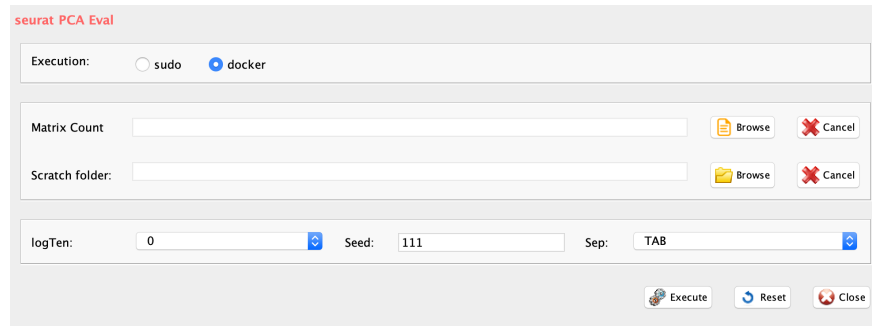 seurat PCA Eval
Execution: sudo docker
Matrix Count Browse Cancel
Scratch folder: Browse Cancel
logTen: 0 Seed: 111 Sep: TAB
Execute Reset Close